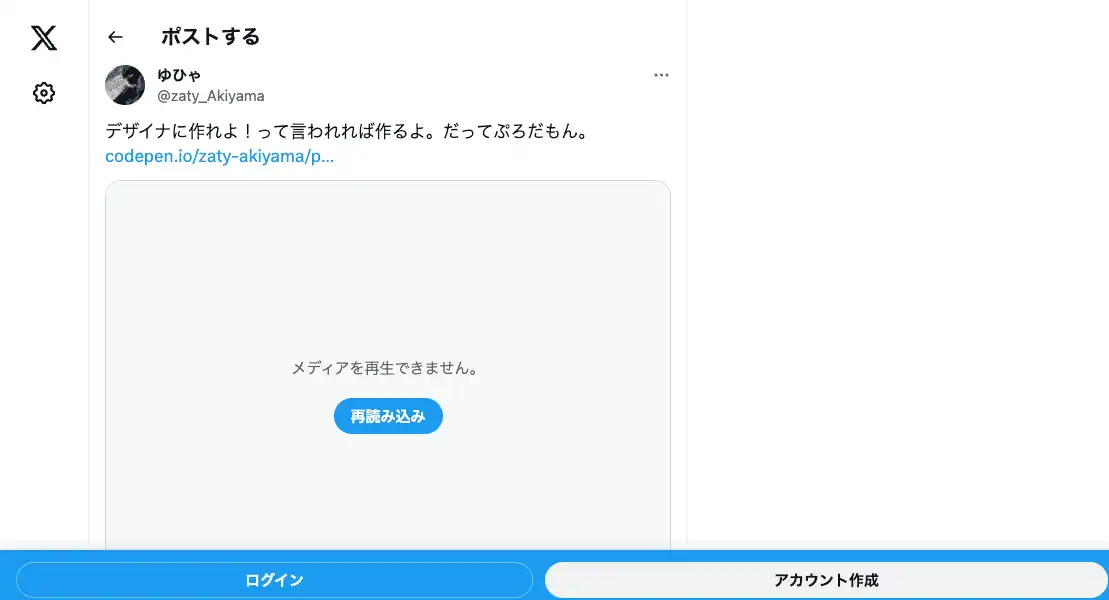 ポストする
ゆひゃ
@zaty_Akiyama
デザイナに作れよ！って言われれば作るよ。だってぷろだもん。
codepen.io/zaty-akiyama/p...
メディアを再生できません。
再読み込み
ログイン
アカウント作成